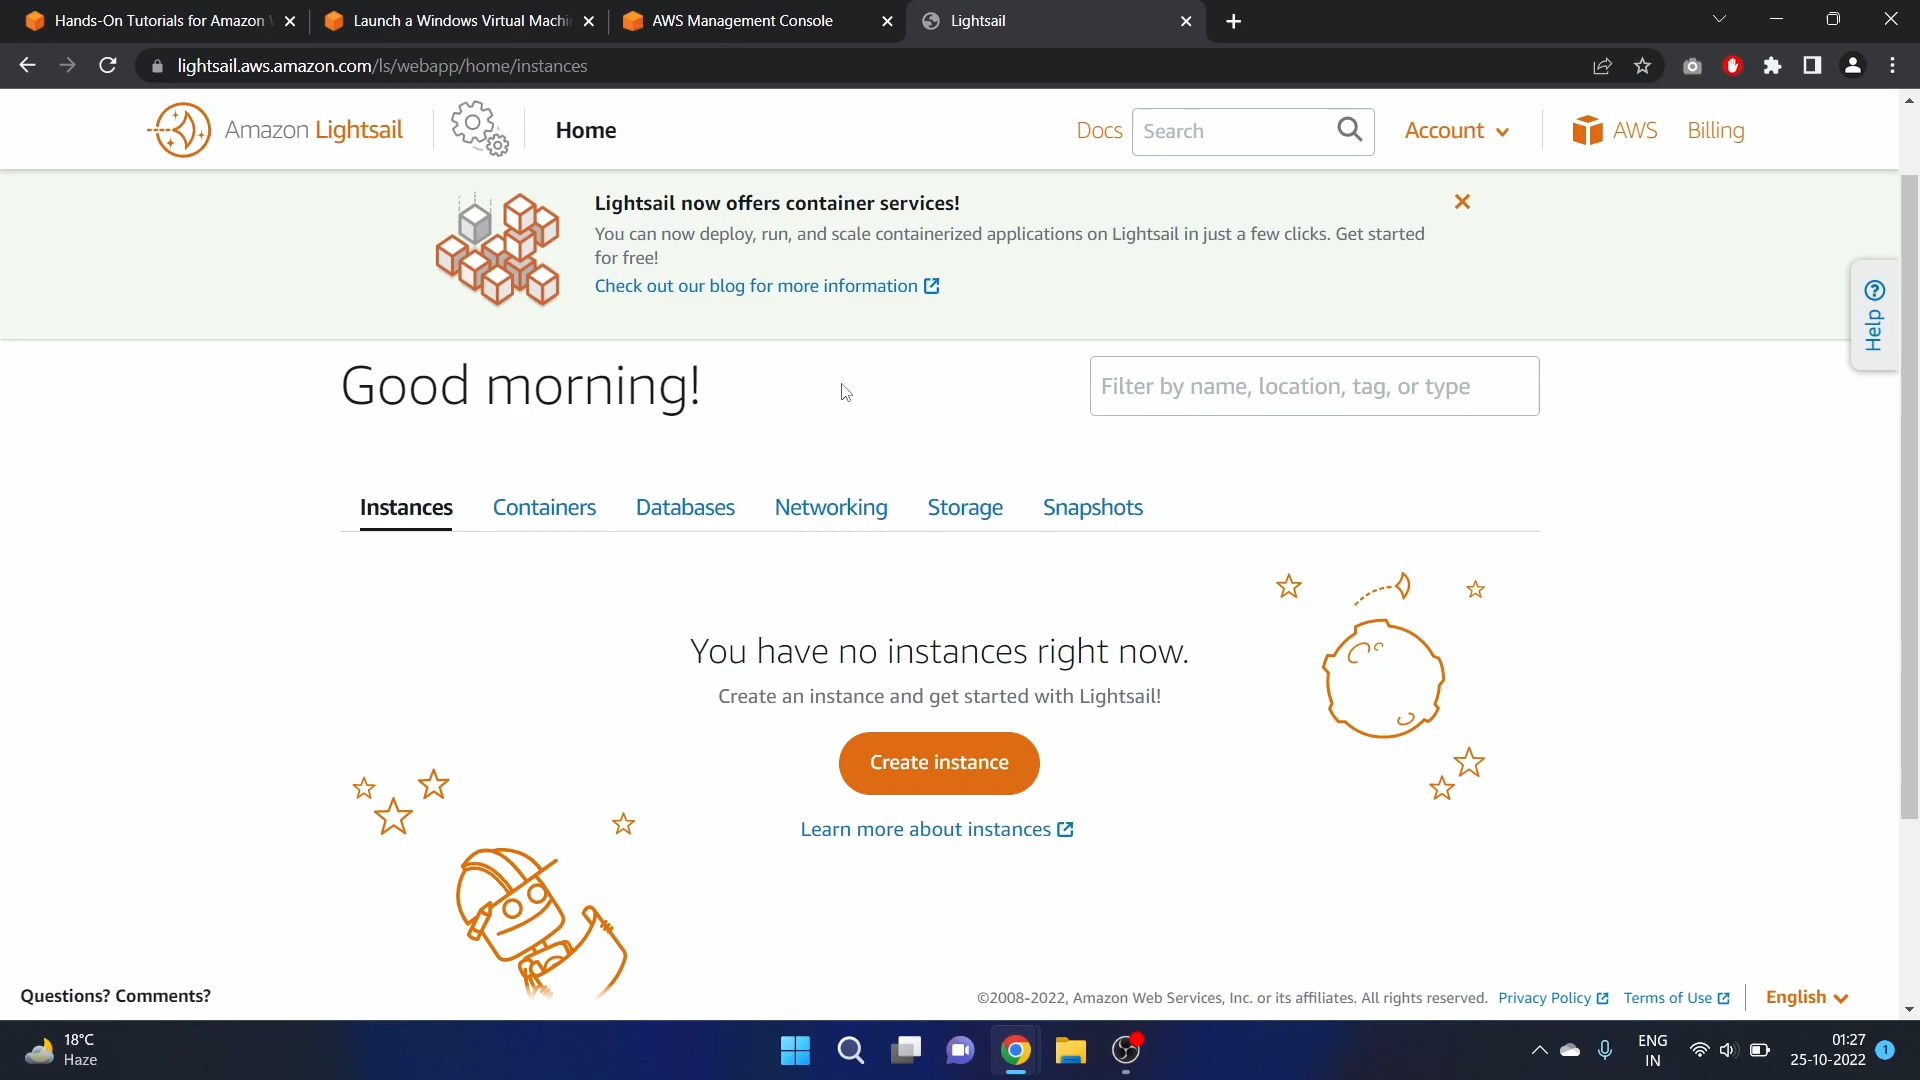 Hands-On Tutorials for Amazon
Launch a Windows Virtual Machi
AWS Management Console
Lightsail
lightsail.aws.amazon.com/ls/webapp/home/instances
Amazon Lightsail
Home
Docs
Search
Account
AWS
Billing
Lightsail now offers container services!
You can now deploy, run, and scale containerized applications on Lightsail in just a few clicks. Get started
for free!
Check out our blog for more information
Help
Good morning!
Filter by name, location, tag, or type
Instances
Containers
Databases
Networking
Storage
Snapshots
You have no instances right now.
Create an instance and get started with Lightsail!
Create instance
Learn more about instances
Questions? Comments?
©2008-2022, Amazon Web Services, Inc. or its affiliates. All rights reserved.
Privacy Policy
Terms of Use
English
18°C
Haze
ENG
IN
01:27
25-10-2022
1